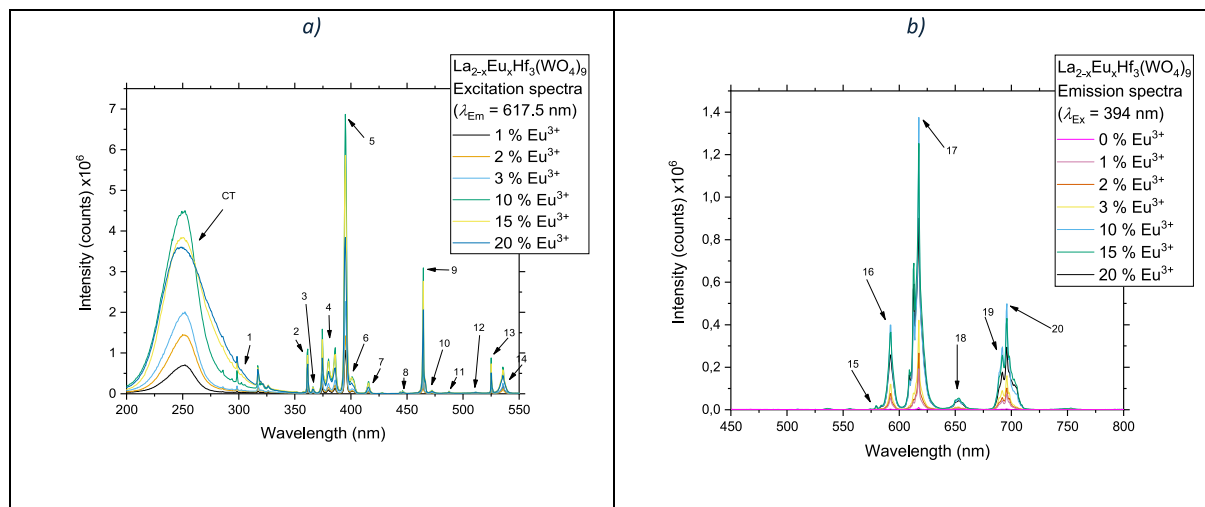 a)
La₂₋ₓEuₓHf₃(WO₄)₉
Excitation spectra
(λEm = 617.5 nm)
1 % Eu³⁺
2 % Eu³⁺
3 % Eu³⁺
10 % Eu³⁺
15 % Eu³⁺
20 % Eu³⁺
Intensity (counts) x10⁶
7
6
5
4
3
2
1
0
CT
1
2
3
4
5
6
7
8
9
10
11
12
13
14
200 250 300 350 400 450 500 550
Wavelength (nm)
b)
La₂₋ₓEuₓHf₃(WO₄)₉
Emission spectra
(λEx = 394 nm)
0 % Eu³⁺
1 % Eu³⁺
2 % Eu³⁺
3 % Eu³⁺
10 % Eu³⁺
15 % Eu³⁺
20 % Eu³⁺
Intensity (counts) x10⁶
1,4
1,2
1,0
0,8
0,6
0,4
0,2
0,0
15
16
17
18
19
20
450 500 550 600 650 700 750 800
Wavelength (nm)